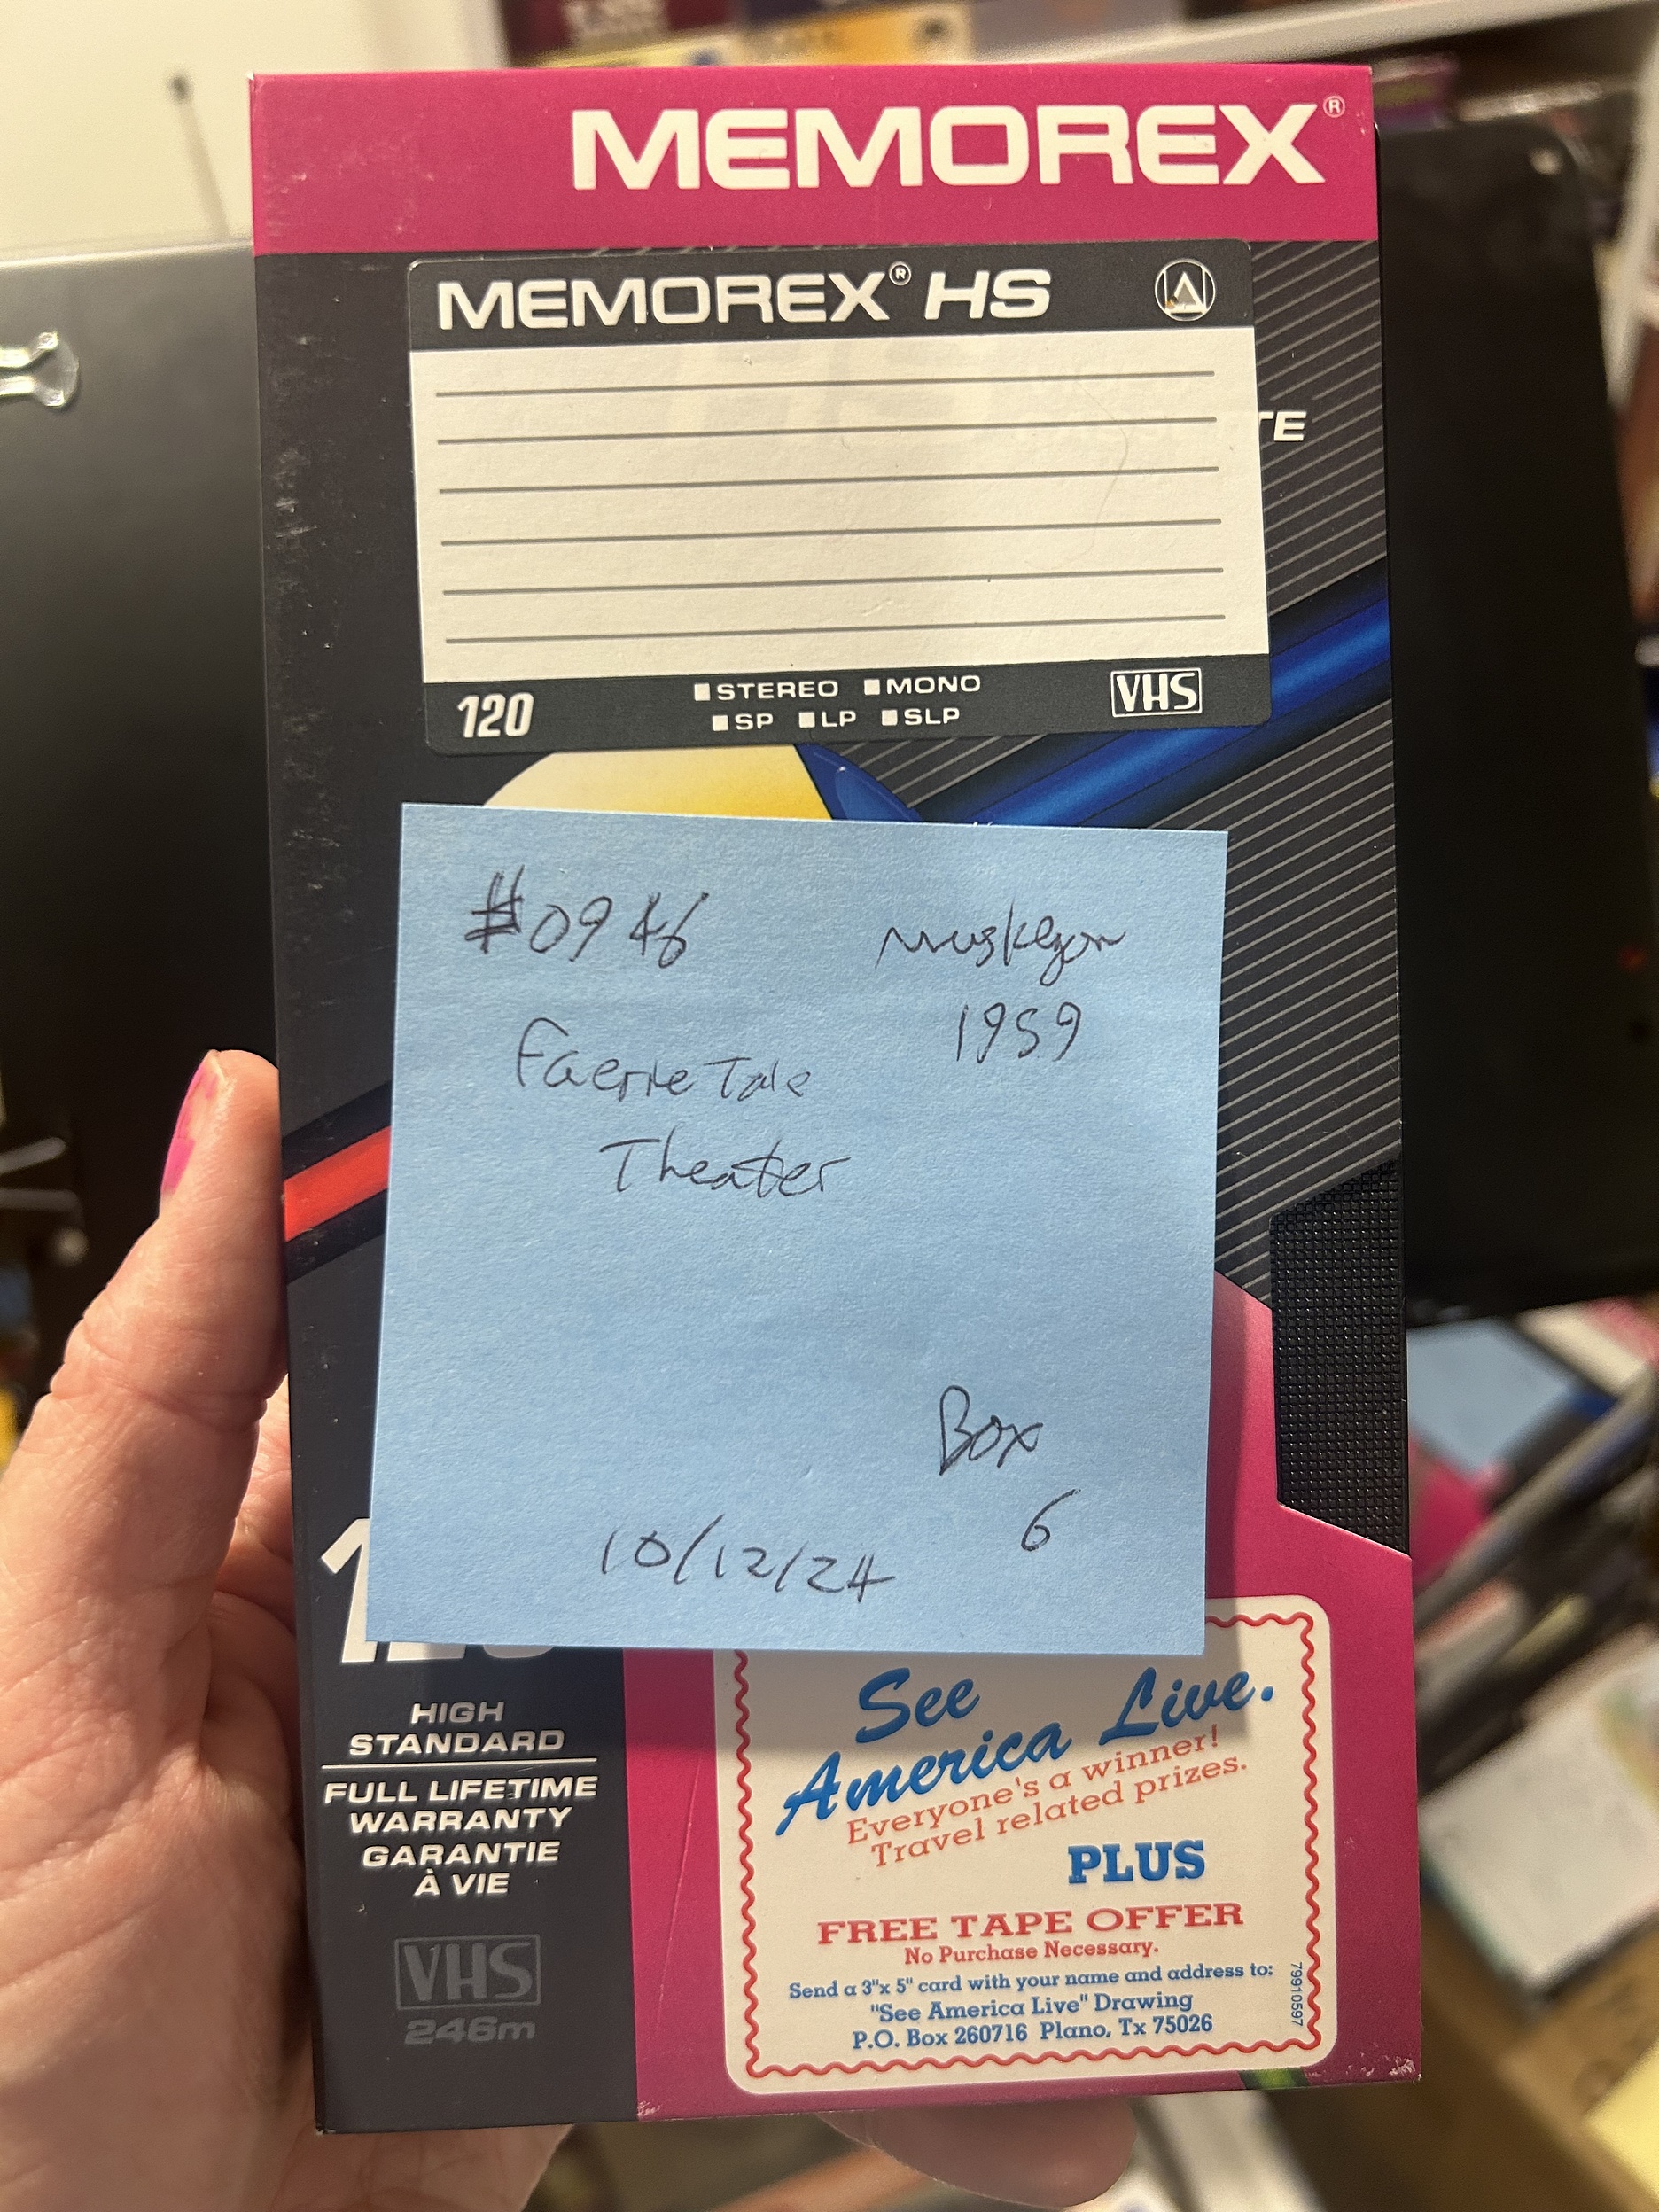 MEMOREX®
MEMOREX® HS
TE
120
STEREO MONO
SP LP SLP
VHS
#0946
Muskegon
1959
Faerie Tale
Theater
Box
6
10/12/24
HIGH
STANDARD
FULL LIFETIME
WARRANTY
GARANTIE
À VIE
VHS
246m
See
America Live.
Everyone's a winner!
Travel related prizes.
PLUS
FREE TAPE OFFER
No Purchase Necessary.
Send a 3"x 5" card with your name and address to:
"See America Live" Drawing
P.O. Box 260716 Plano, Tx 75026
79910597